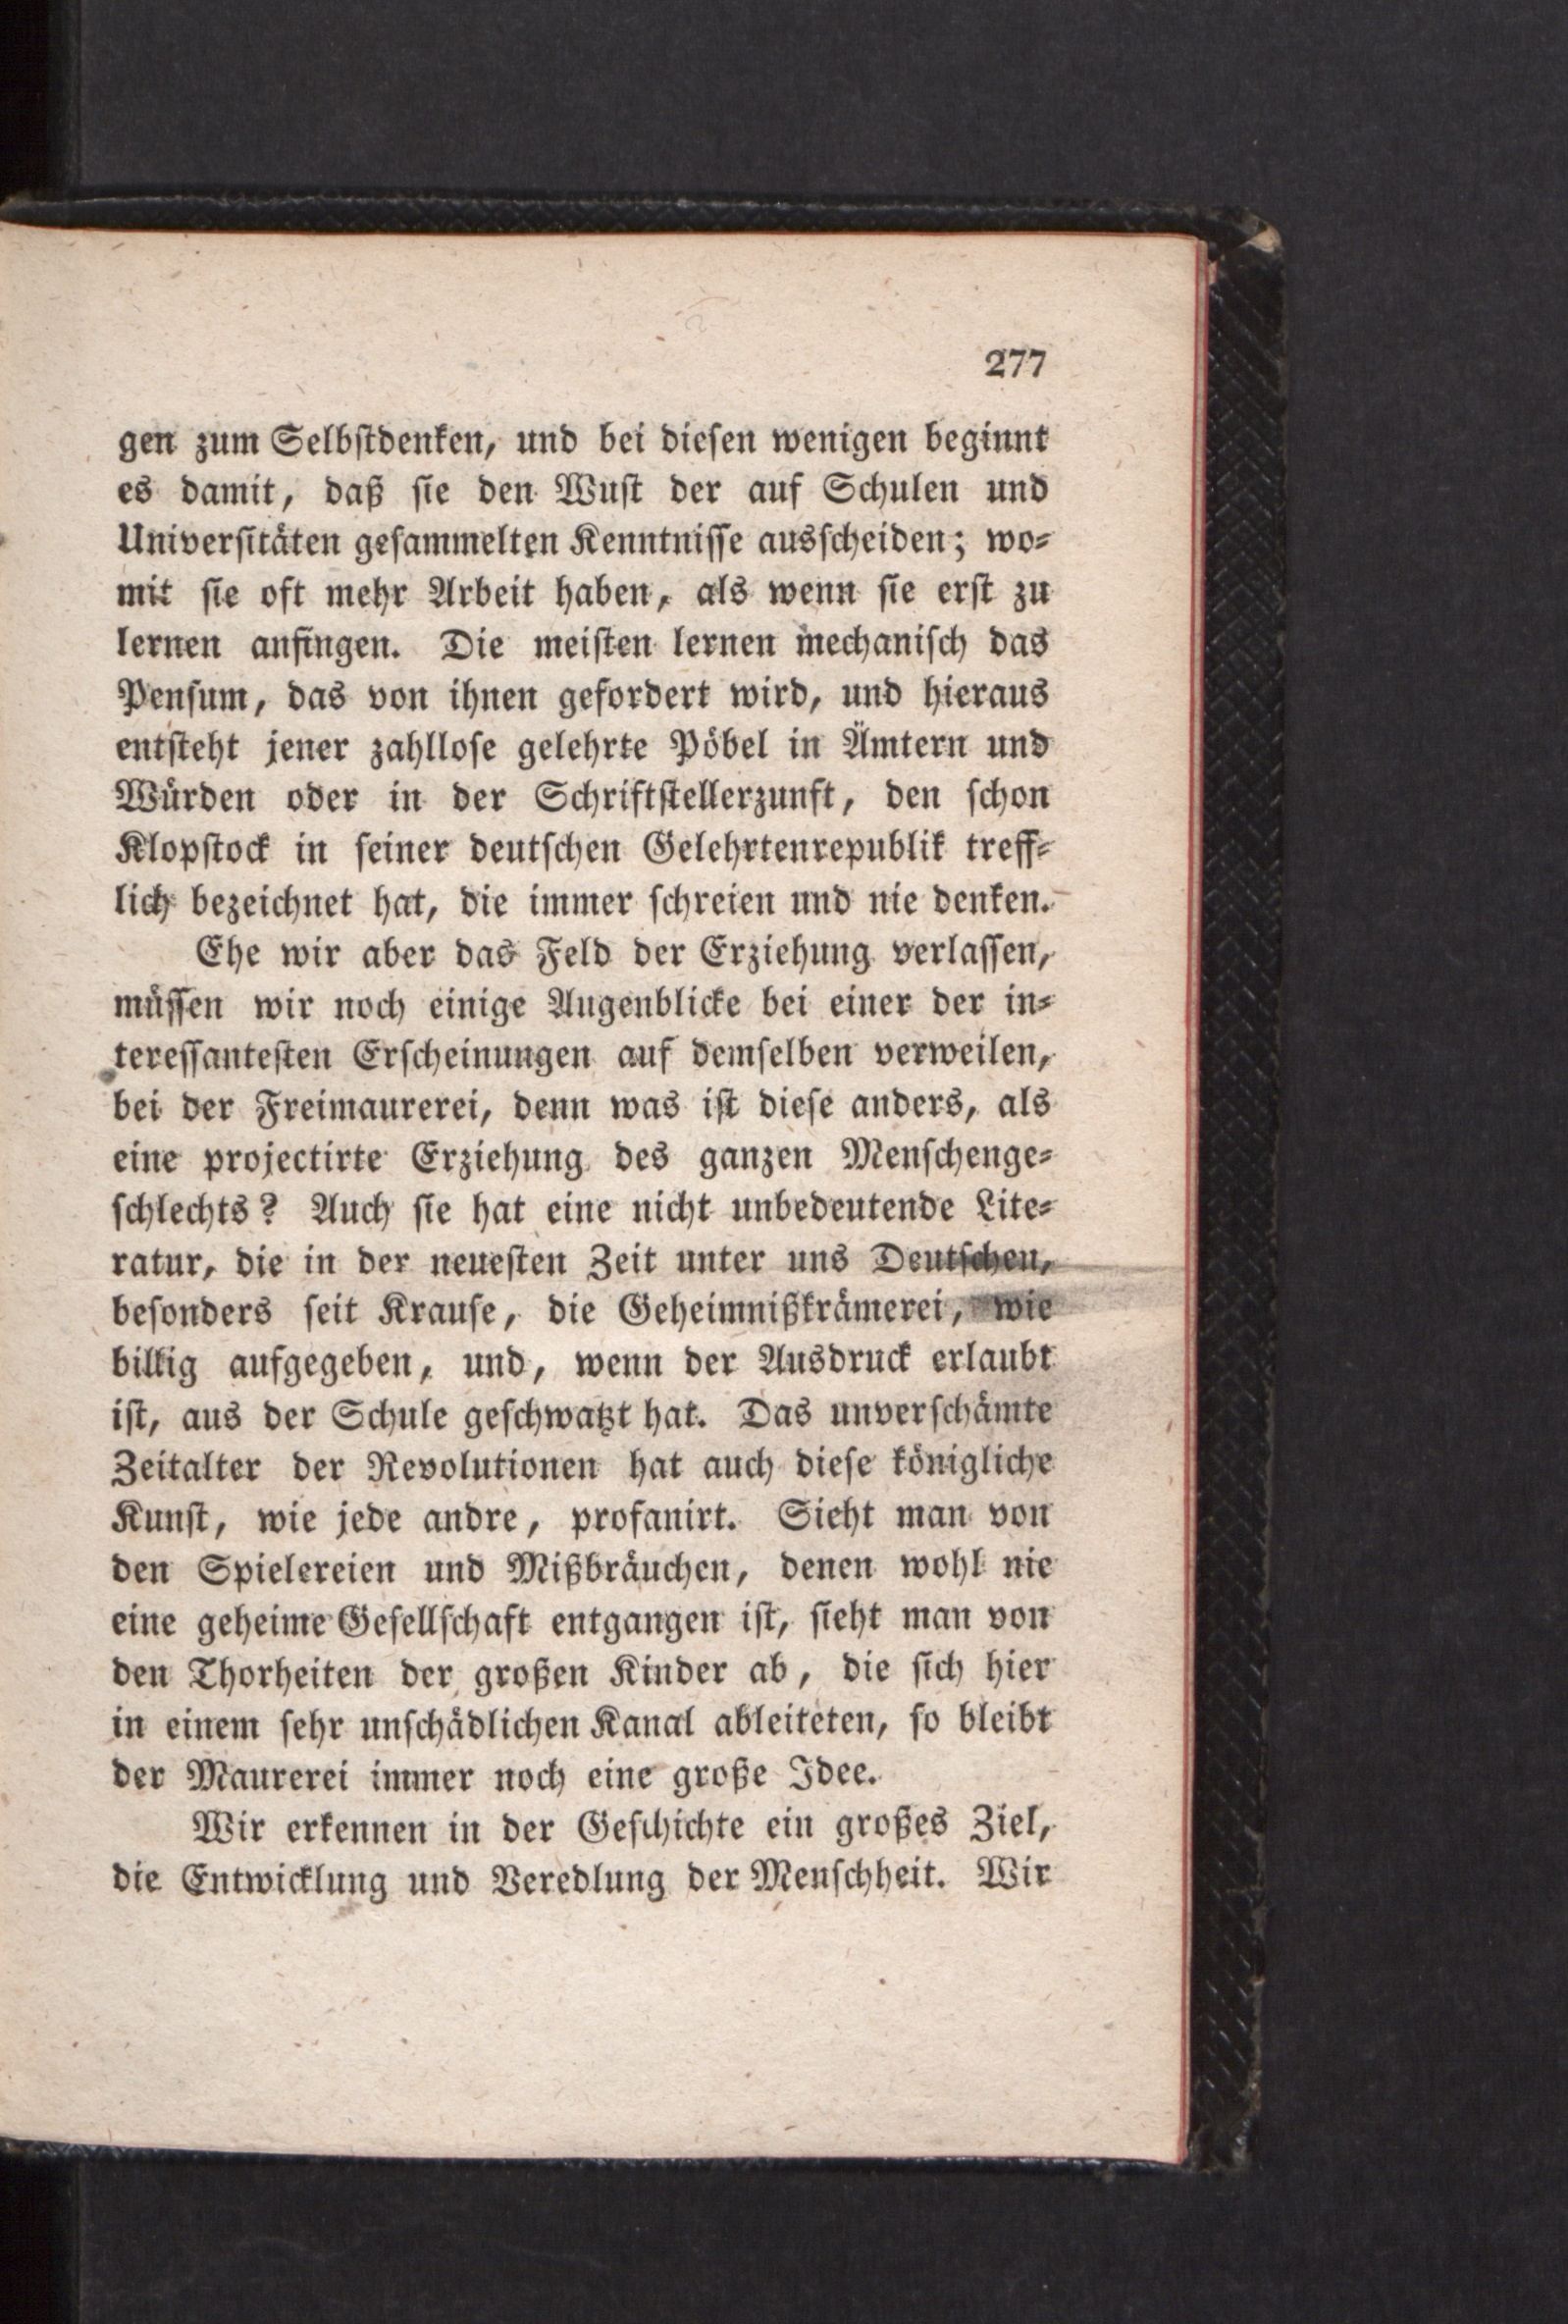 277
gen zum Selbſtdenken, und bei dieſen wenigen beginnt
es damit, daß ſie den Wuſt der auf Schulen und
Univerſitäten geſammelten Kenntniſſe ausſcheiden; wo⸗
mit ſie oft mehr Arbeit haben, als wenn ſie erſt zu
lernen anfingen. Die meiſten lernen mechaniſch das
Penſum, das von ihnen gefordert wird, und hieraus
entſteht jener zahlloſe gelehrte Pöbel in Ämtern und
Würden oder in der Schriftſtellerzunft, den ſchon
Klopſtock in ſeiner deutſchen Gelehrtenrepublik treff⸗
lich bezeichnet hat, die immer ſchreien und nie denken.
Ehe wir aber das Feld der Erziehung verlaſſen,
müſſen wir noch einige Augenblicke bei einer der in⸗
tereſſanteſten Erſcheinungen auf demſelben verweilen,
bei der Freimaurerei, denn was iſt dieſe anders, als
eine projectirte Erziehung des ganzen Menſchenge⸗
ſchlechts? Auch ſie hat eine nicht unbedeutende Lite⸗
ratur, die in der neueſten Zeit unter uns Deutſchen,
beſonders ſeit Krauſe, die Geheimnißkrämerei, wie
billig aufgegeben, und, wenn der Ausdruck erlaubt
iſt, aus der Schule geſchwatzt hat. Das unverſchämte
Zeitalter der Revolutionen hat auch dieſe königliche
Kunſt, wie jede andre, profanirt. Sieht man von
den Spielereien und Mißbräuchen, denen wohl nie
eine geheime Geſellſchaft entgangen iſt, ſieht man von
den Thorheiten der großen Kinder ab, die ſich hier
in einem ſehr unſchädlichen Kanal ableiteten, ſo bleibt
der Maurerei immer noch eine große Idee.
Wir erkennen in der Geſchichte ein großes Ziel,
die Entwicklung und Veredlung der Menſchheit. Wir